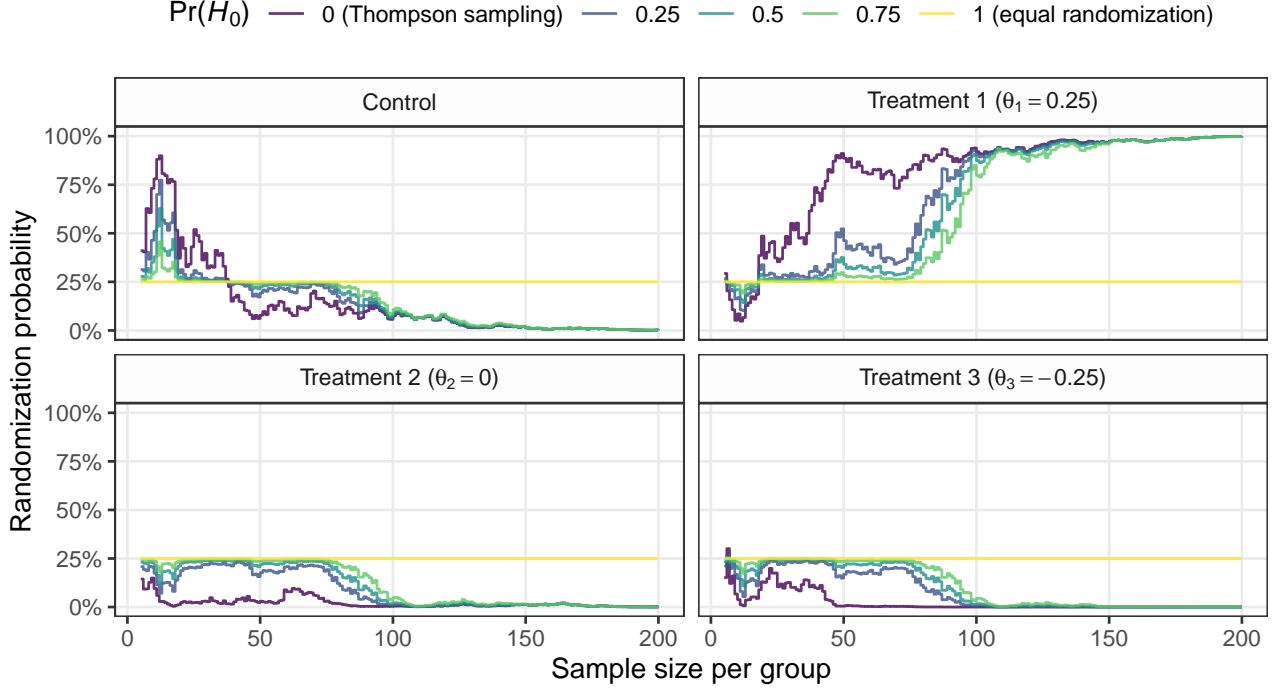 Pr(H₀) 0 (Thompson sampling) 0.25 0.5 0.75 1 (equal randomization)
Control
Treatment 1 (θ₁ = 0.25)
100%
75%
50%
25%
0%
Treatment 2 (θ₂ = 0)
Treatment 3 (θ₃ = −0.25)
100%
75%
50%
25%
0%
0 50 100 150 200
0 50 100 150 200
Sample size per group
Randomization probability